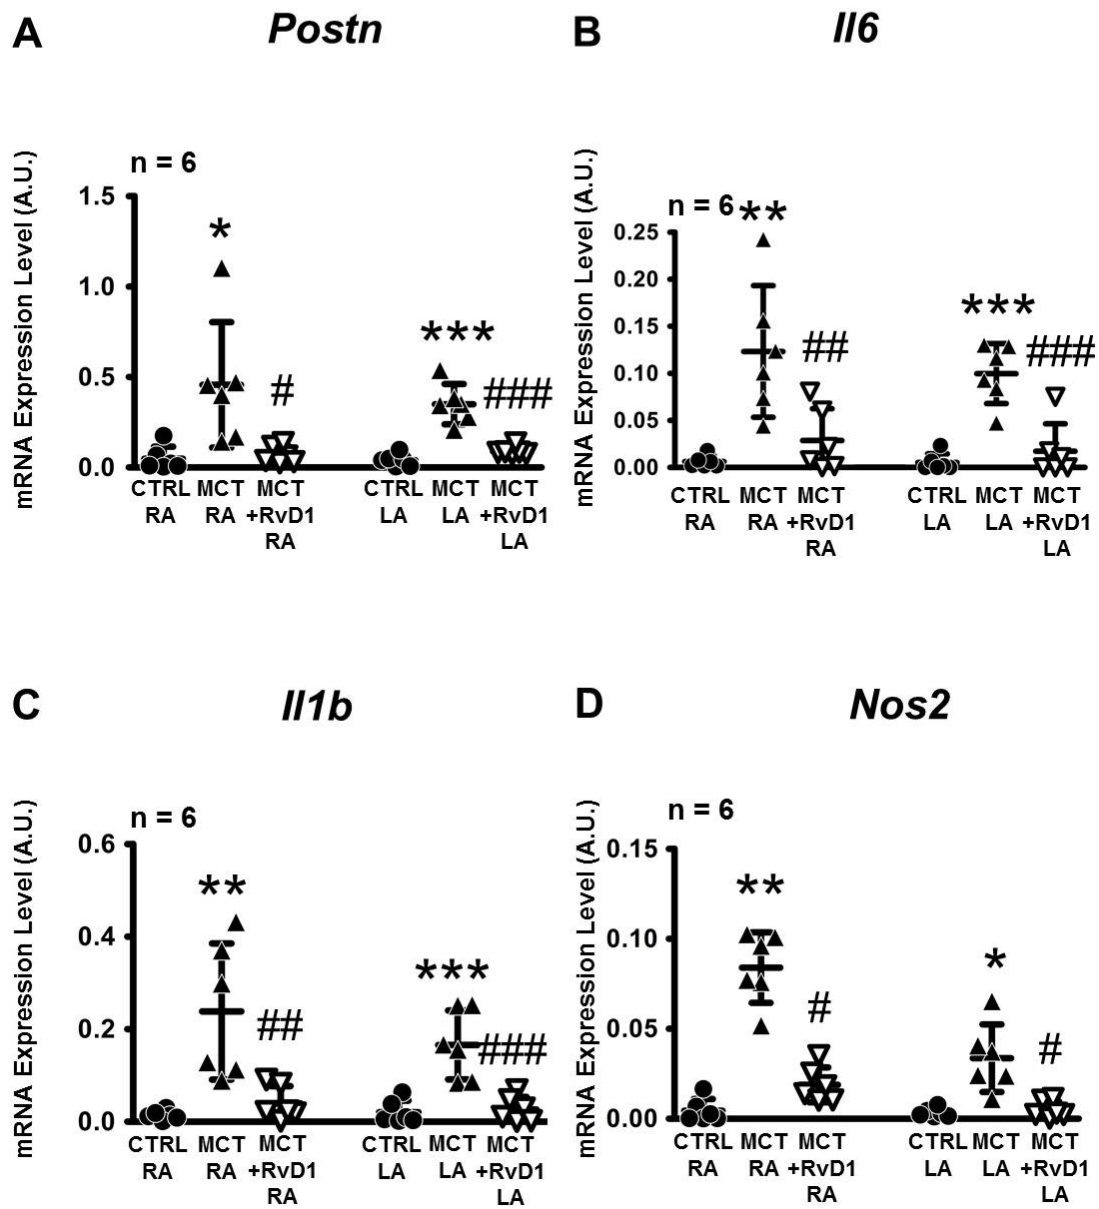 A
Postn
mRNA Expression Level (A.U.)
n = 6
1.5
1.0
0.5
0.0
*
#
***
###
CTRL RA
MCT RA
MCT +RvD1 RA
CTRL LA
MCT LA
MCT +RvD1 LA
B
Il6
mRNA Expression Level (A.U.)
n = 6
0.25
0.20
0.15
0.10
0.05
0.00
**
##
***
###
CTRL RA
MCT RA
MCT +RvD1 RA
CTRL LA
MCT LA
MCT +RvD1 LA
C
Il1b
mRNA Expression Level (A.U.)
n = 6
0.6
0.4
0.2
0.0
**
##
***
###
CTRL RA
MCT RA
MCT +RvD1 RA
CTRL LA
MCT LA
MCT +RvD1 LA
D
Nos2
mRNA Expression Level (A.U.)
n = 6
0.15
0.10
0.05
0.00
**
#
*
#
CTRL RA
MCT RA
MCT +RvD1 RA
CTRL LA
MCT LA
MCT +RvD1 LA